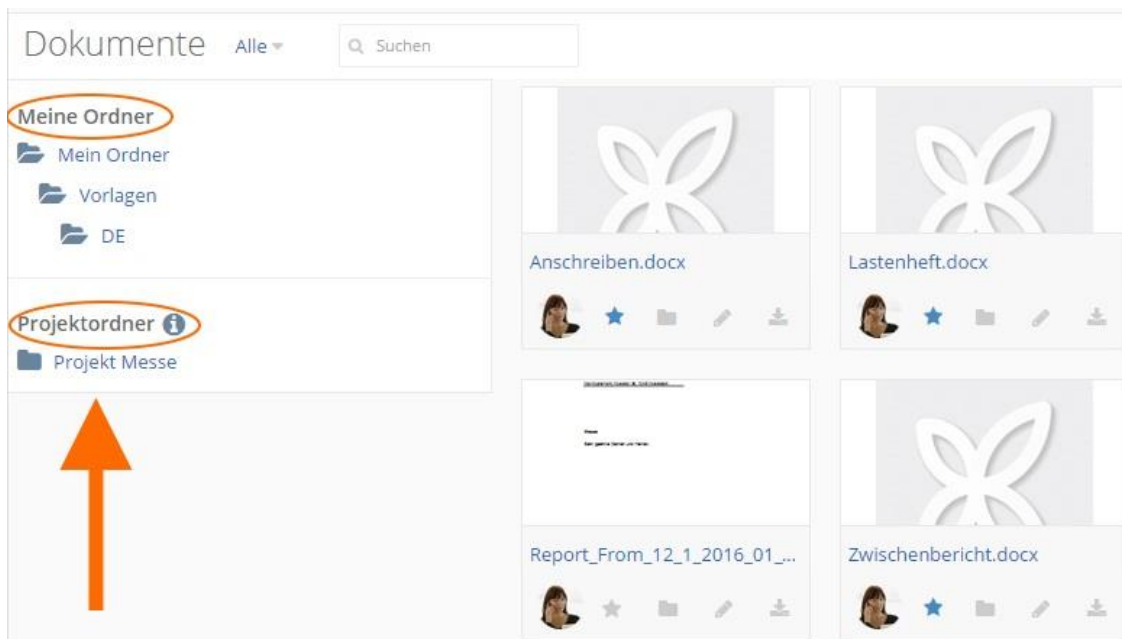 Dokumente Alle Suchen
Meine Ordner
Mein Ordner
Vorlagen
DE
Projektordner
Projekt Messe
Anschreiben.docx
Lastenheft.docx
Report_From_12_1_2016_01_...
Zwischenbericht.docx